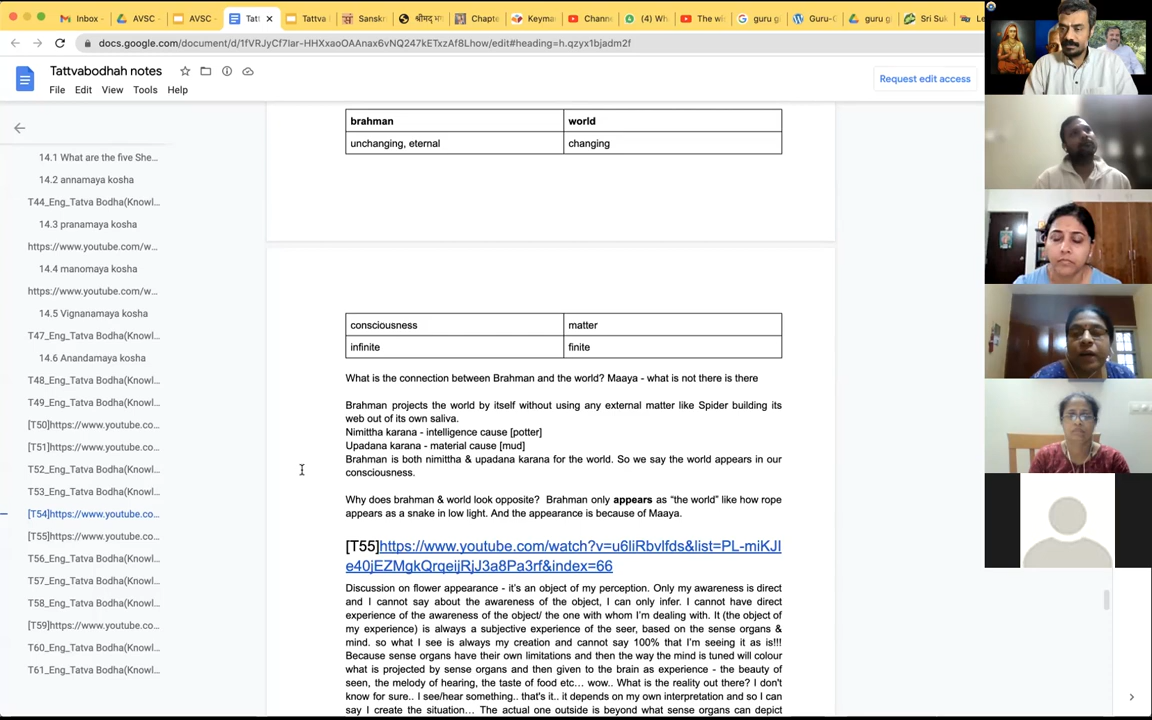 Inbox
AVSC
AVSC
Tatt
Tattva
Sanskr
श्रीमद् भ
Chapte
Keyma
Chann
(4) Wh
The wi
guru g
Guru-C
guru g
Sri Suk
Le
docs.google.com/document/d/1fVRJyCf7Iar-HHXxaoOAAnax6vNQ247kETxzAf8Lhow/edit#heading=h.qzyx1bjadm2f
Tattvabodhah notes
File Edit View Tools Help
Request edit access
14.1 What are the five She...
14.2 annamaya kosha
T44_Eng_Tatva Bodha(Knowl...
14.3 pranamaya kosha
https://www.youtube.com/w...
14.4 manomaya kosha
https://www.youtube.com/w...
14.5 Vignanamaya kosha
T47_Eng_Tatva Bodha(Knowl...
14.6 Anandamaya kosha
T48_Eng_Tatva Bodha(Knowl...
T49_Eng_Tatva Bodha(Knowl...
[T50]https://www.youtube.co...
[T51]https://www.youtube.co...
T52_Eng_Tatva Bodha(Knowl...
T53_Eng_Tatva Bodha(Knowl...
[T54]https://www.youtube.co...
[T55]https://www.youtube.co...
T56_Eng_Tatva Bodha(Knowl...
T57_Eng_Tatva Bodha(Knowl...
T58_Eng_Tatva Bodha(Knowl...
[T59]https://www.youtube.co...
T60_Eng_Tatva Bodha(Knowl...
T61_Eng_Tatva Bodha(Knowl...
brahman world
unchanging, eternal changing
consciousness matter
infinite finite
What is the connection between Brahman and the world? Maaya - what is not there is there
Brahman projects the world by itself without using any external matter like Spider building its
web out of its own saliva.
Nimittha karana - intelligence cause [potter]
Upadana karana - material cause [mud]
Brahman is both nimittha & upadana karana for the world. So we say the world appears in our
consciousness.
Why does brahman & world look opposite? Brahman only appears as “the world” like how rope
appears as a snake in low light. And the appearance is because of Maaya.
[T55]https://www.youtube.com/watch?v=u6liRbvlfds&list=PL-miKJI
e40jEZMgkQrqeijRjJ3a8Pa3rf&index=66
Discussion on flower appearance - it’s an object of my perception. Only my awareness is direct
and I cannot say about the awareness of the object, I can only infer. I cannot have direct
experience of the awareness of the object/ the one with whom I’m dealing with. It (the object of
my experience) is always a subjective experience of the seer, based on the sense organs &
mind. so what I see is always my creation and cannot say 100% that I’m seeing it as is!!!
Because sense organs have their own limitations and then the way the mind is tuned will colour
what is projected by sense organs and then given to the brain as experience - the beauty of
seen, the melody of hearing, the taste of food etc... wow.. What is the reality out there? I don't
know for sure.. I see/hear something.. that's it.. it depends on my own interpretation and so I can
say I create the situation... The actual one outside is beyond what sense organs can depict